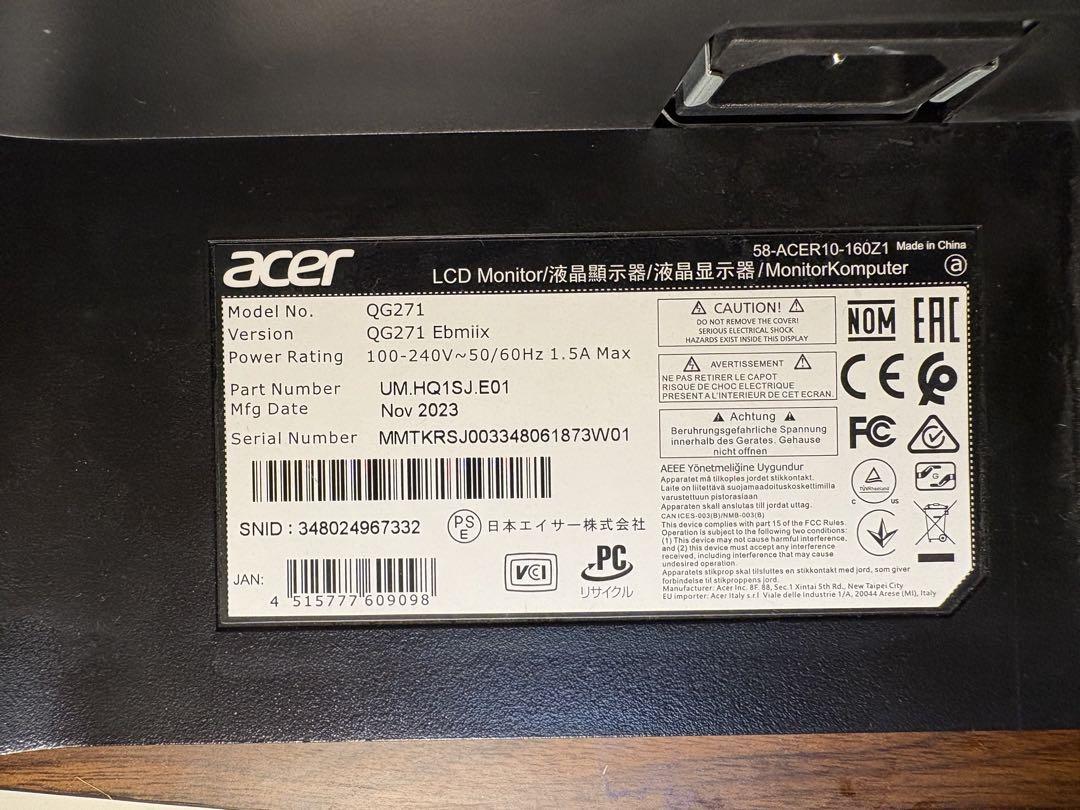 acer
58-ACER10-160Z1 Made in China
LCD Monitor/液晶顯示器/液晶显示器/MonitorKomputer
a
Model No. QG271
Version QG271 Ebmiix
Power Rating 100-240V~50/60Hz 1.5A Max
Part Number UM.HQ1SJ.E01
Mfg Date Nov 2023
Serial Number MMTKRSJ003348061873W01
SNID : 348024967332
PSE 日本エイサー株式会社
JAN:
4 515777 609098
VCI
PC
リサイクル
CAUTION!
DO NOT REMOVE THE COVER!
SERIOUS ELECTRICAL SHOCK
HAZARDS EXIST INSIDE THIS DISPLAY
AVERTISSEMENT
NE PAS RETIRER LE CAPOT
RISQUE DE CHOC ELECTRIQUE
PRESENT A L'INTERIEUR DE CET ECRAN.
Achtung
Beruhrungsgefahrliche Spannung
innerhalb des Gerates. Gehause
nicht offnen
NOM EAC
CE
FC
TÜVRheinland
C US
G
AEEE Yönetmeliğine Uygundur
Apparatet må tilkoples jordet stikkontakt.
Laite on liitettävä suojamaadoituskoskettimilla
varustettuun pistorasiaan
Apparaten skall anslutas till jordat uttag.
CAN ICES-003(B)/NMB-003(B)
This device complies with part 15 of the FCC Rules.
Operation is subject to the following two conditions:
(1) This device may not cause harmful interference,
and (2) this device must accept any interference
received, including interference that may cause
undesired operation.
Apparatets stikprop skal tilsluttes en stikkontakt med jord, som giver
forbindelse til stikproppens jord.
Manufacturer: Acer Inc. 8F, 88, Sec.1 Xintai 5th Rd., New Taipei City
EU importer: Acer Italy s.r.l Viale delle Industrie 1/A, 20044 Arese (MI), Italy